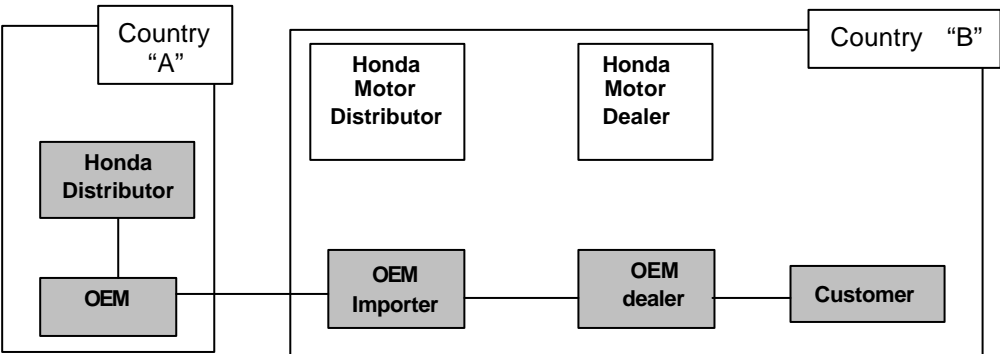 Country
“A”
Country “B”
Honda
Motor
Distributor
Honda
Motor
Dealer
Honda
Distributor
OEM
OEM
Importer
OEM
dealer
Customer